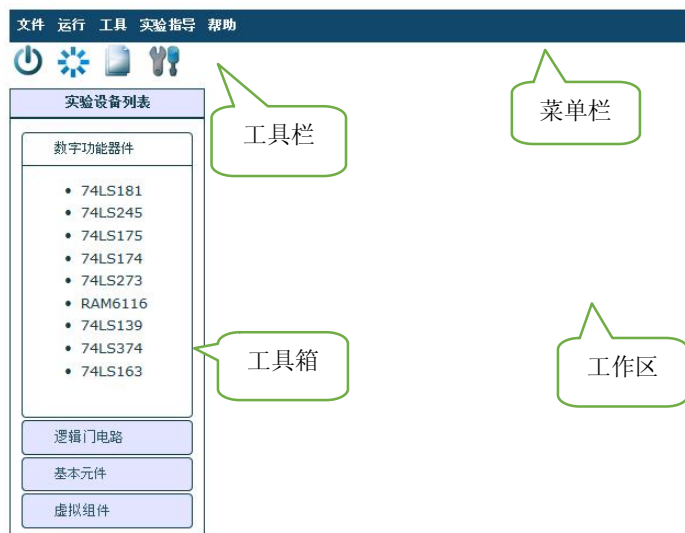 文件 运行 工具 实验指导 帮助
实验设备列表
工具栏
菜单栏
数字功能器件
• 74LS181
• 74LS245
• 74LS175
• 74LS174
• 74LS273
• RAM6116
• 74LS139
• 74LS374
• 74LS163
工具箱
工作区
逻辑门电路
基本元件
虚拟组件